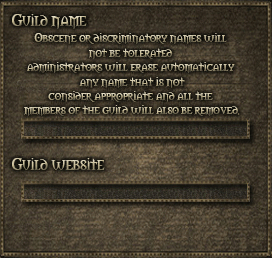 Guild name
Obscene or discriminatory names will
not be tolerated
administrators will erase automatically
any name that is not
consider appropriate and all the
members of the guild will also be removed
Guild website